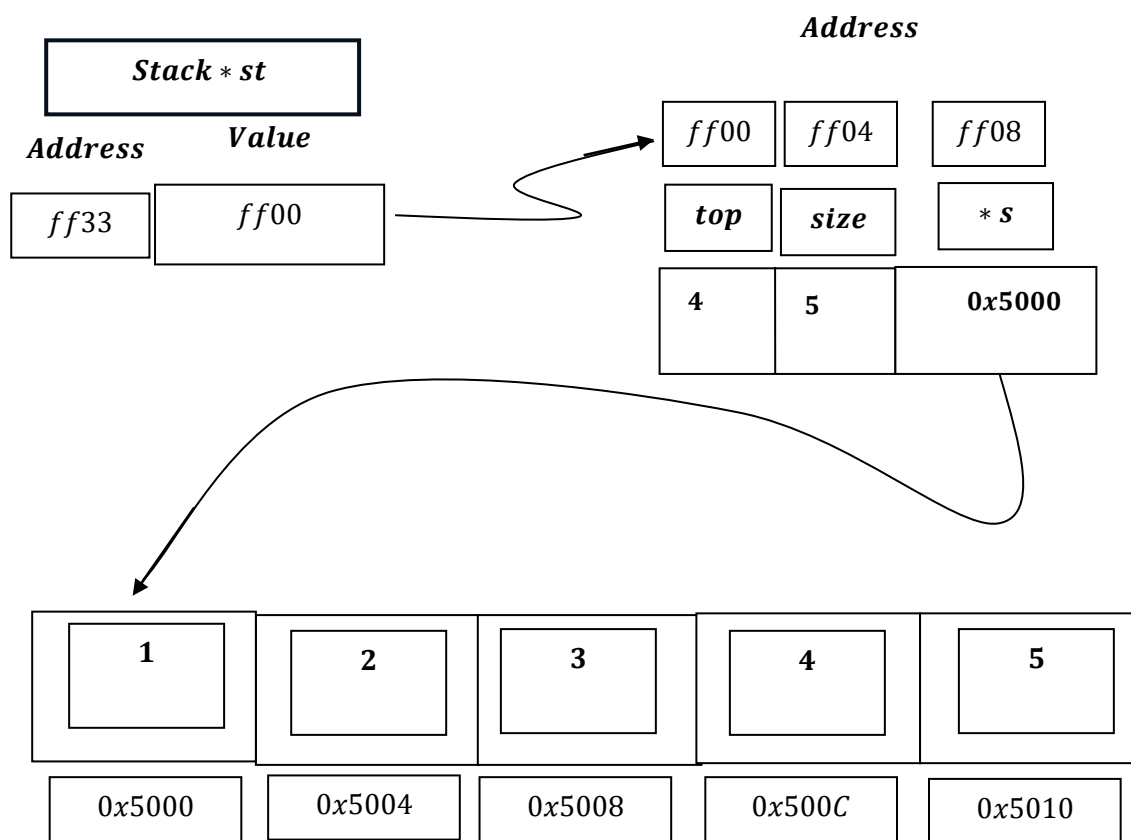 Address
Stack * st
Address Value
ff33 ff00
ff00 ff04 ff08
top size * s
4 5 0x5000
1 2 3 4 5
0x5000 0x5004 0x5008 0x500C 0x5010